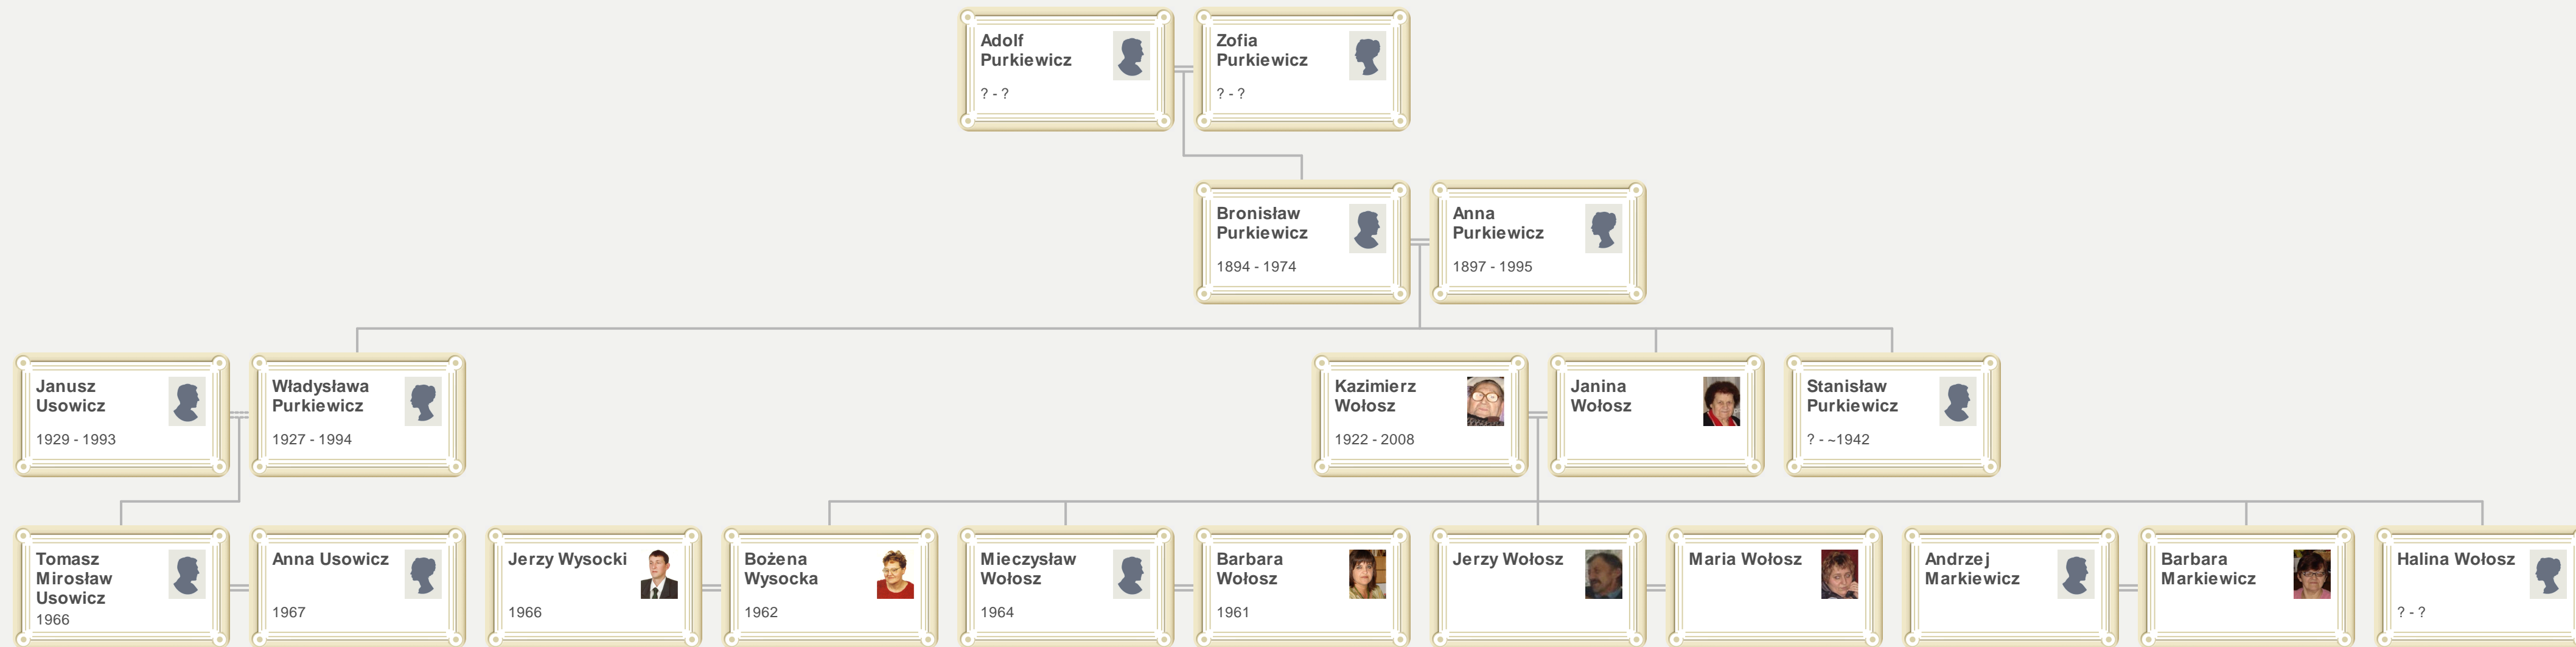 Adolf
Purkiewicz
? - ?
Zofia
Purkiewicz
? - ?
Bronisław
Purkiewicz
1894 - 1974
Anna
Purkiewicz
1897 - 1995
Janusz
Usowicz
1929 - 1993
Władysława
Purkiewicz
1927 - 1994
Kazimierz
Wołosz
1922 - 2008
Janina
Wołosz
Stanisław
Purkiewicz
? - ~1942
Tomasz
Mirosław
Usowicz
1966
Anna Usowicz
1967
Jerzy Wysocki
1966
Bożena
Wysocka
1962
Mieczysław
Wołosz
1964
Barbara
Wołosz
1961
Jerzy Wołosz
Maria Wołosz
Andrzej
Markiewicz
Barbara
Markiewicz
Halina Wołosz
? - ?